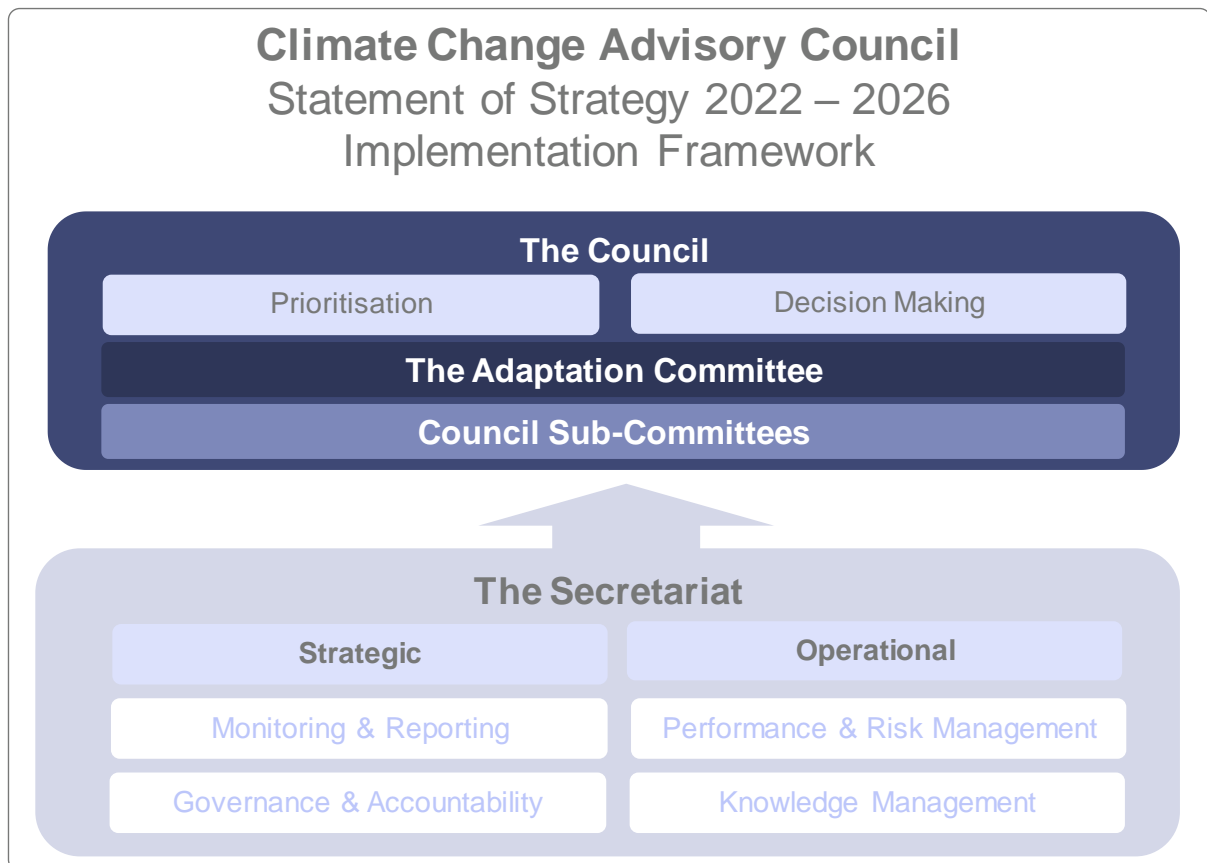 Climate Change Advisory Council
Statement of Strategy 2022 – 2026
Implementation Framework
The Council
Prioritisation
Decision Making
The Adaptation Committee
Council Sub-Committees
The Secretariat
Strategic
Operational
Monitoring & Reporting
Performance & Risk Management
Governance & Accountability
Knowledge Management